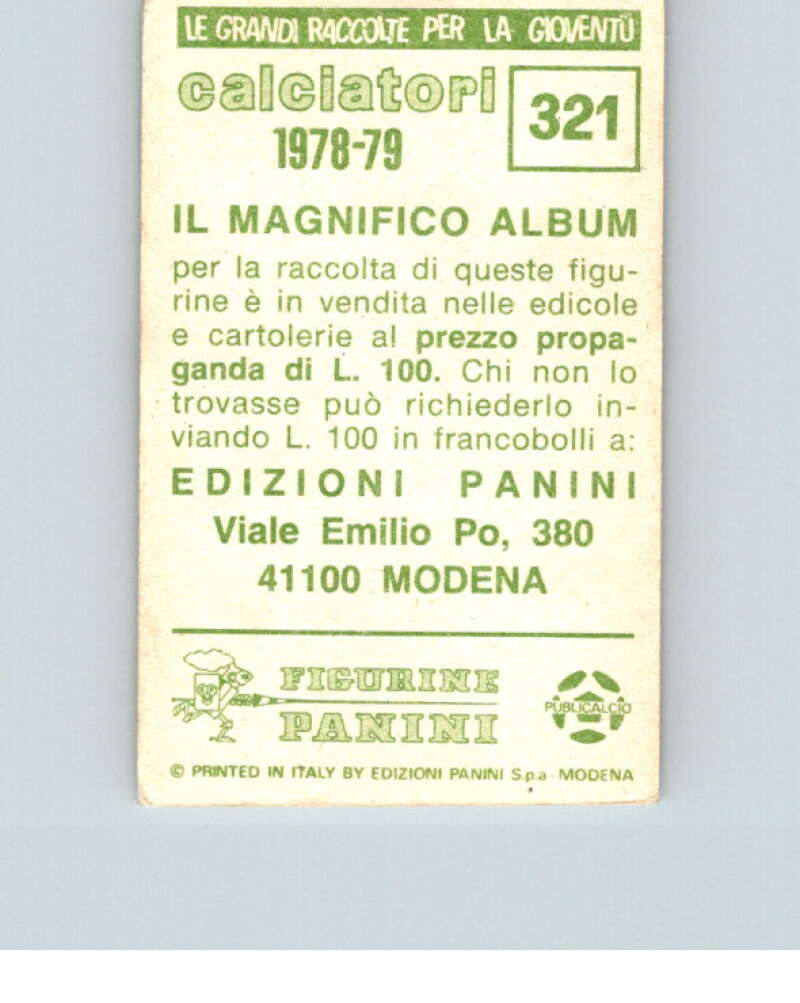 LE GRANDI RACCOLTE PER LA GIOVENTÙ
calciatori
1978-79
321
IL MAGNIFICO ALBUM
per la raccolta di queste figu-
rine è in vendita nelle edicole
e cartolerie al prezzo propa-
ganda di L. 100. Chi non lo
trovasse può richiederlo in-
viando L. 100 in francobolli a:
EDIZIONI PANINI
Viale Emilio Po, 380
41100 MODENA
FIGURINE
PANINI
PUBLICALCIO
© PRINTED IN ITALY BY EDIZIONI PANINI S.p.a. MODENA